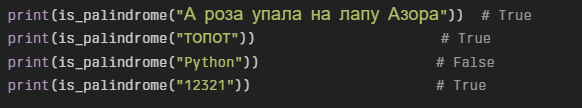 print(is_palindrome("А роза упала на лапу Азора"))  # True
print(is_palindrome("топот"))                       # True
print(is_palindrome("Python"))                      # False
print(is_palindrome("12321"))                       # True